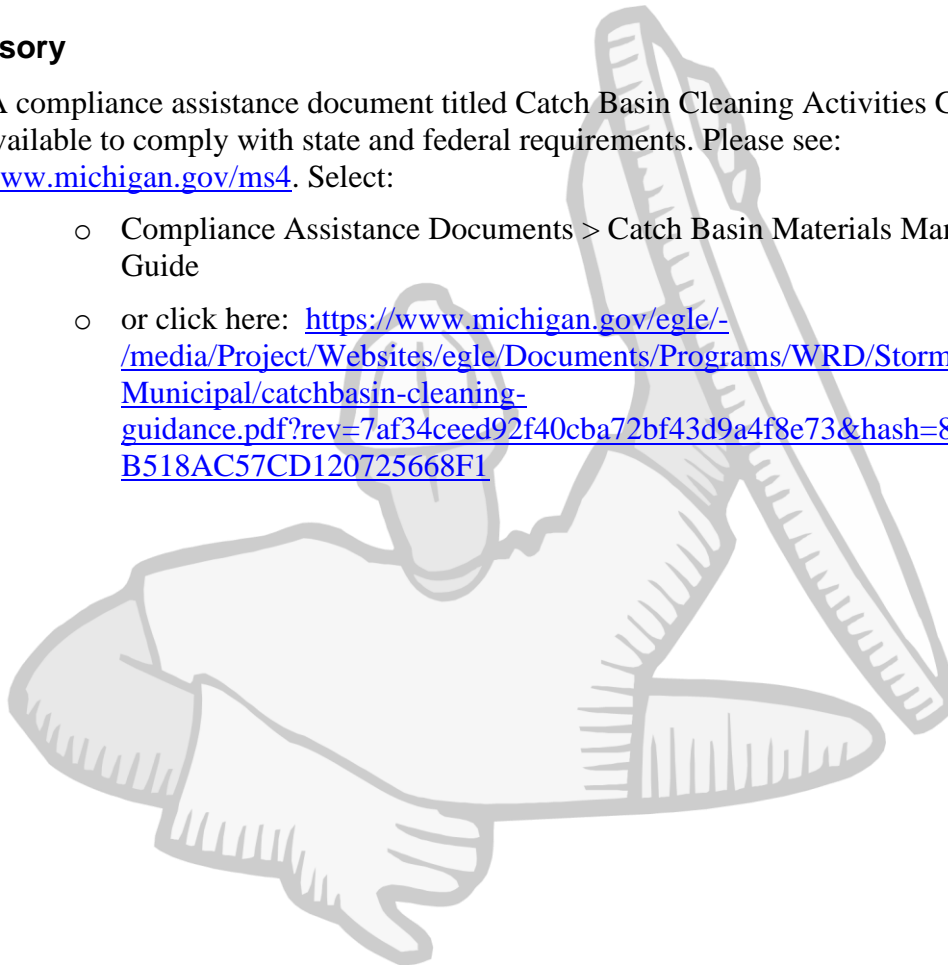 sory
A compliance assistance document titled Catch Basin Cleaning Activities
vailable to comply with state and federal requirements. Please see:
ww.michigan.gov/ms4. Select:
o Compliance Assistance Documents > Catch Basin Materials
Guide
o or click here: https://www.michigan.gov/egle/-
/media/Project/Websites/egle/Documents/Programs/WRD/Storm
Municipal/catchbasin-cleaning-
guidance.pdf?rev=7af34ceed92f40cba72bf43d9a4f8e73&hash=8
B518AC57CD120725668F1